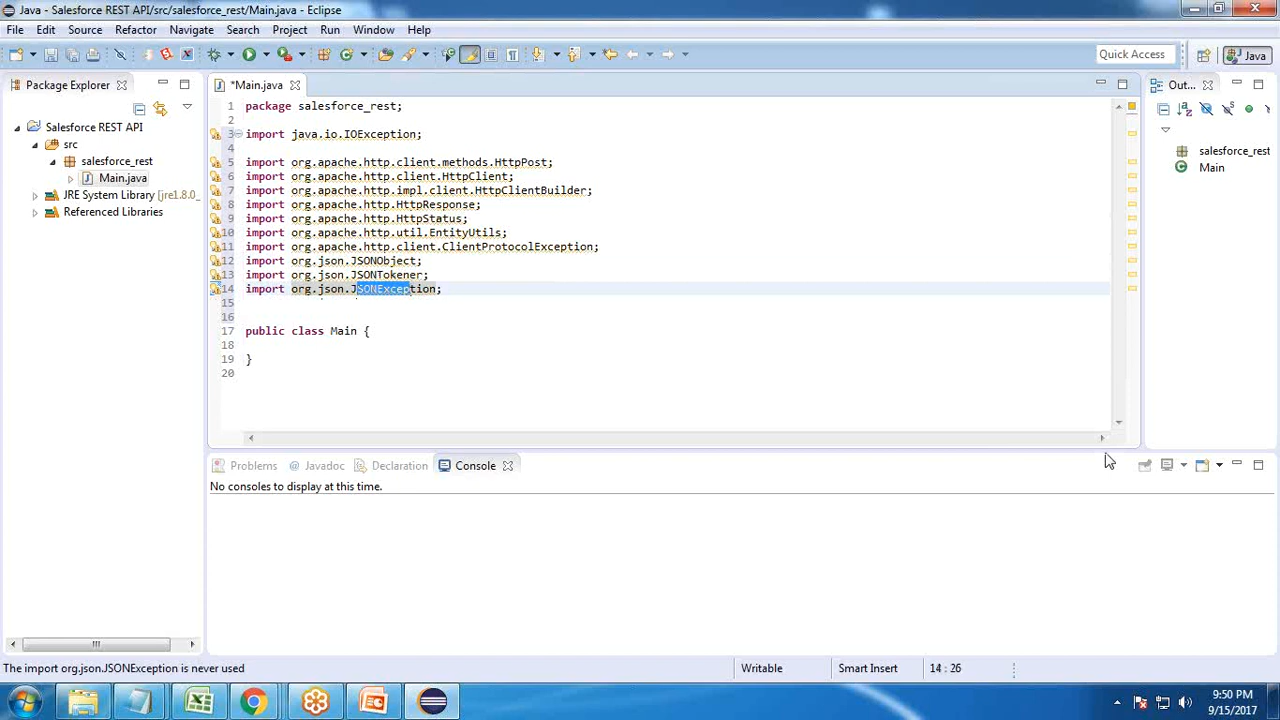 Java - Salesforce REST API/src/salesforce_rest/Main.java - Eclipse
File Edit Source Refactor Navigate Search Project Run Window Help
Quick Access
Java
Package Explorer
*Main.java
Out...
Salesforce REST API
src
salesforce_rest
Main.java
JRE System Library [jre1.8.0_
Referenced Libraries
1 package salesforce_rest;
2
3 import java.io.IOException;
4
5 import org.apache.http.client.methods.HttpPost;
6 import org.apache.http.client.HttpClient;
7 import org.apache.http.impl.client.HttpClientBuilder;
8 import org.apache.http.HttpResponse;
9 import org.apache.http.HttpStatus;
10 import org.apache.http.util.EntityUtils;
11 import org.apache.http.client.ClientProtocolException;
12 import org.json.JSONObject;
13 import org.json.JSONTokener;
14 import org.json.JSONException;
15
16
17 public class Main {
18
19 }
20
salesforce_rest
Main
Problems @ Javadoc Declaration Console
No consoles to display at this time.
The import org.json.JSONException is never used
Writable
Smart Insert
14 : 26
9:50 PM
9/15/2017